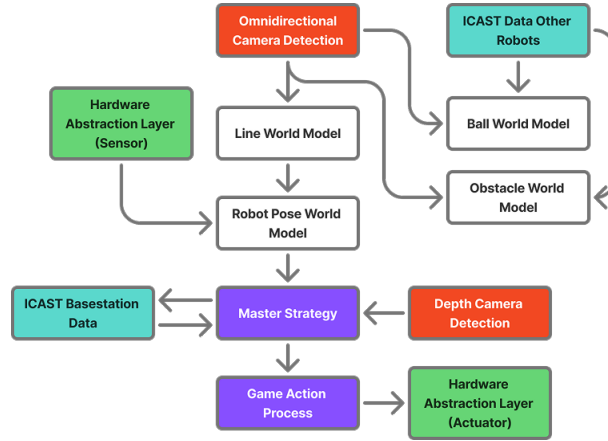 Omnidirectional
Camera Detection
ICAST Data Other
Robots
Hardware
Abstraction Layer
(Sensor)
Line World Model
Ball World Model
Obstacle World
Model
Robot Pose World
Model
ICAST Basestation
Data
Master Strategy
Depth Camera
Detection
Game Action
Process
Hardware
Abstraction Layer
(Actuator)